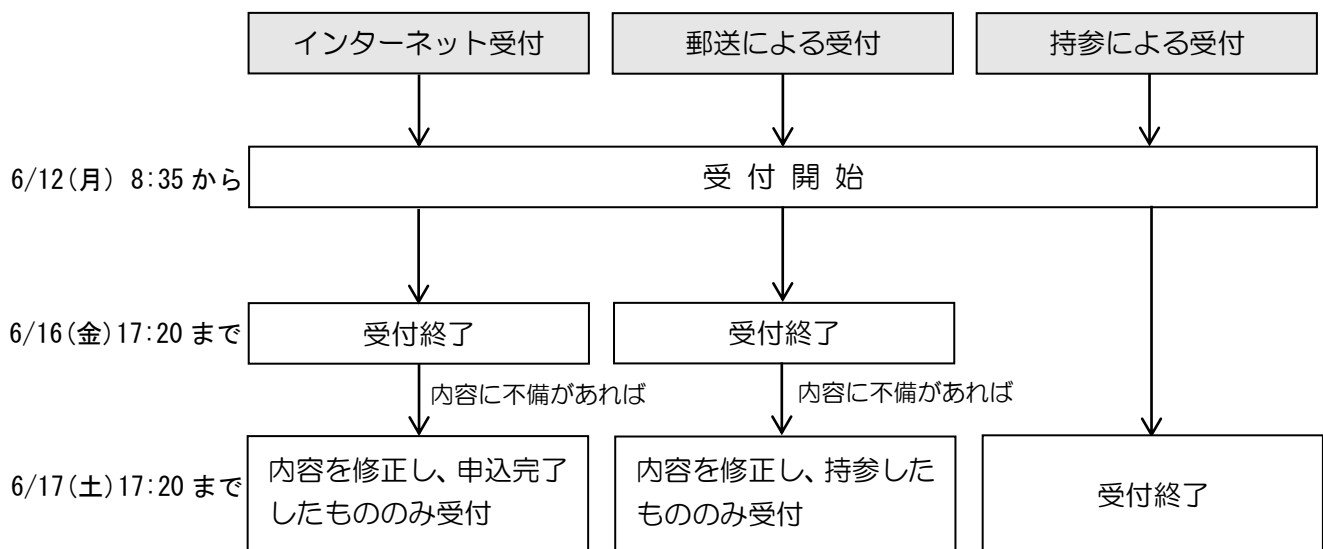 インターネット受付
郵送による受付
持参による受付
6/12(月) 8:35 から
受 付 開 始
6/16(金)17:20 まで
受付終了
受付終了
内容に不備があれば
内容に不備があれば
6/17(土)17:20 まで
内容を修正し、申込完了
したもののみ受付
内容を修正し、持参した
もののみ受付
受付終了